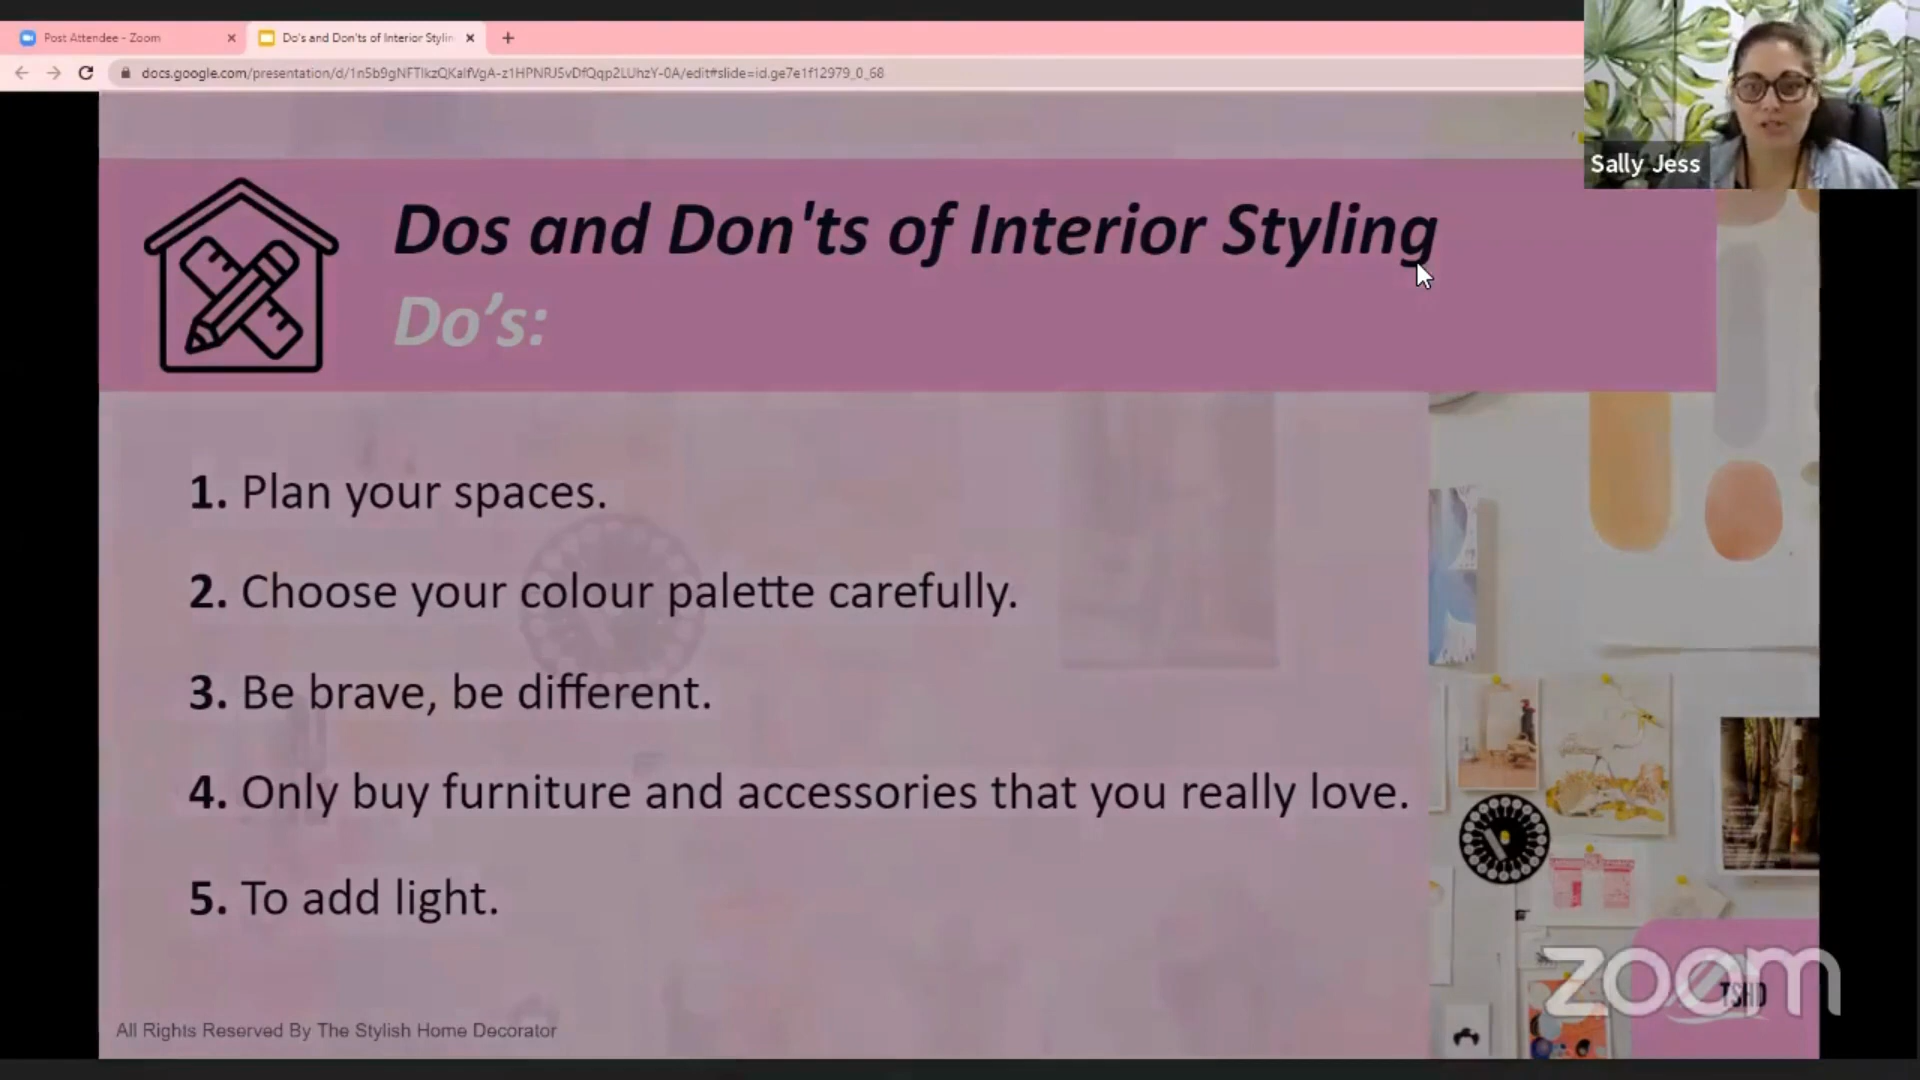 Post Attendee - Zoom
Do's and Don'ts of Interior Stylin
docs.google.com/presentation/d/1n5b9gNFTlkzQKalfVgA-z1HPNRJ5vDfQqp2LUhzY-0A/edit#slide=id.ge7e1f12979_0_68
Sally Jess
Dos and Don'ts of Interior Styling
Do’s:
1. Plan your spaces.
2. Choose your colour palette carefully.
3. Be brave, be different.
4. Only buy furniture and accessories that you really love.
5. To add light.
zoom
TSHD
All Rights Reserved By The Stylish Home Decorator